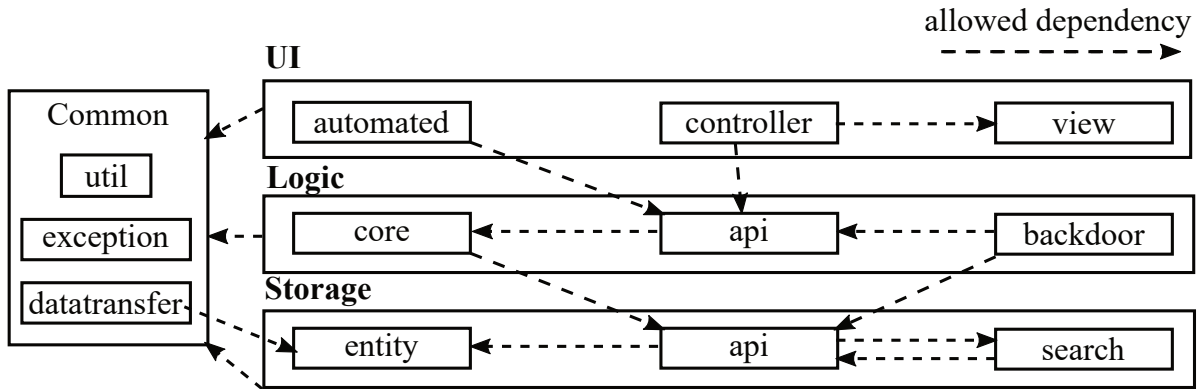 allowed dependency
UI
Common
automated
controller
view
util
Logic
exception
core
api
backdoor
datatransfer
Storage
entity
api
search